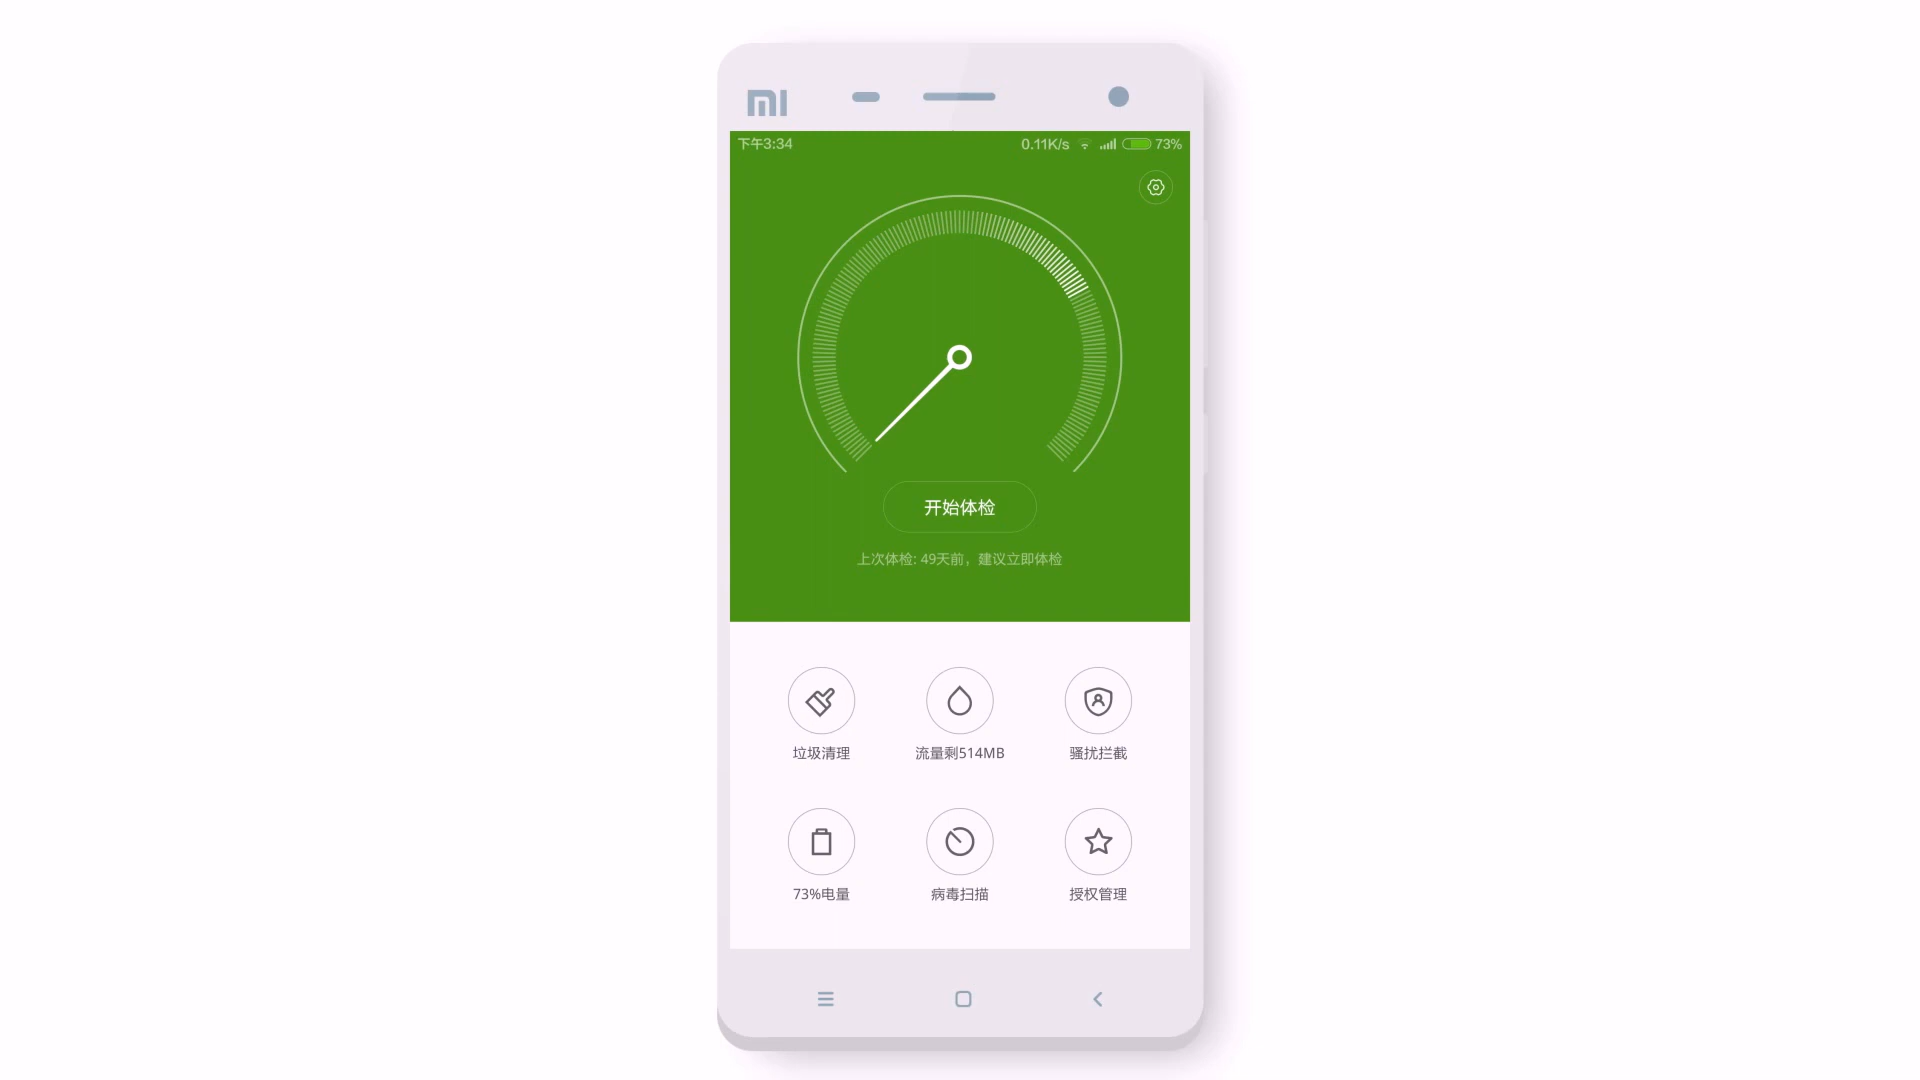 mi
下午3:34
0.11K/s 73%
开始体检
上次体检: 49天前，建议立即体检
垃圾清理 流量剩514MB 骚扰拦截
73%电量 病毒扫描 授权管理